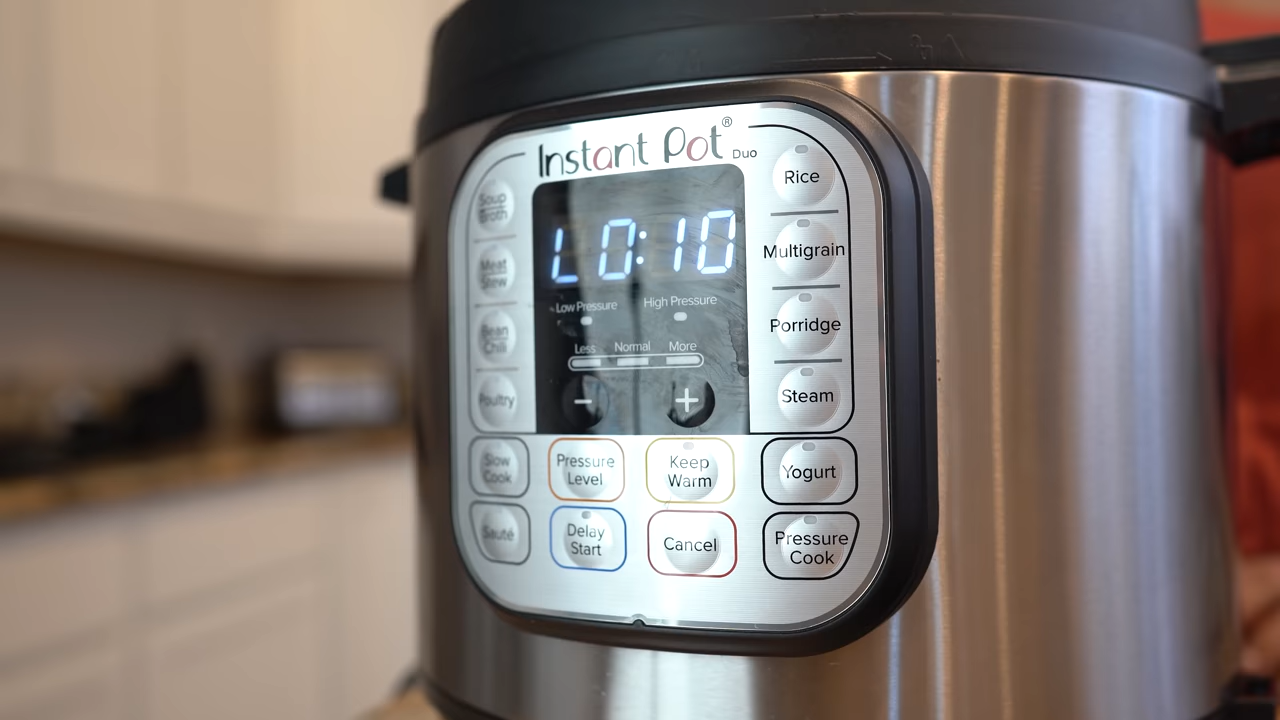 Instant Pot® Duo
L0:10
Low Pressure High Pressure
Less Normal More
− +
Soup
Broth
Meat
Stew
Bean
Chili
Poultry
Slow
Cook
Sauté
Pressure
Level
Keep
Warm
Delay
Start
Cancel
Rice
Multigrain
Porridge
Steam
Yogurt
Pressure
Cook